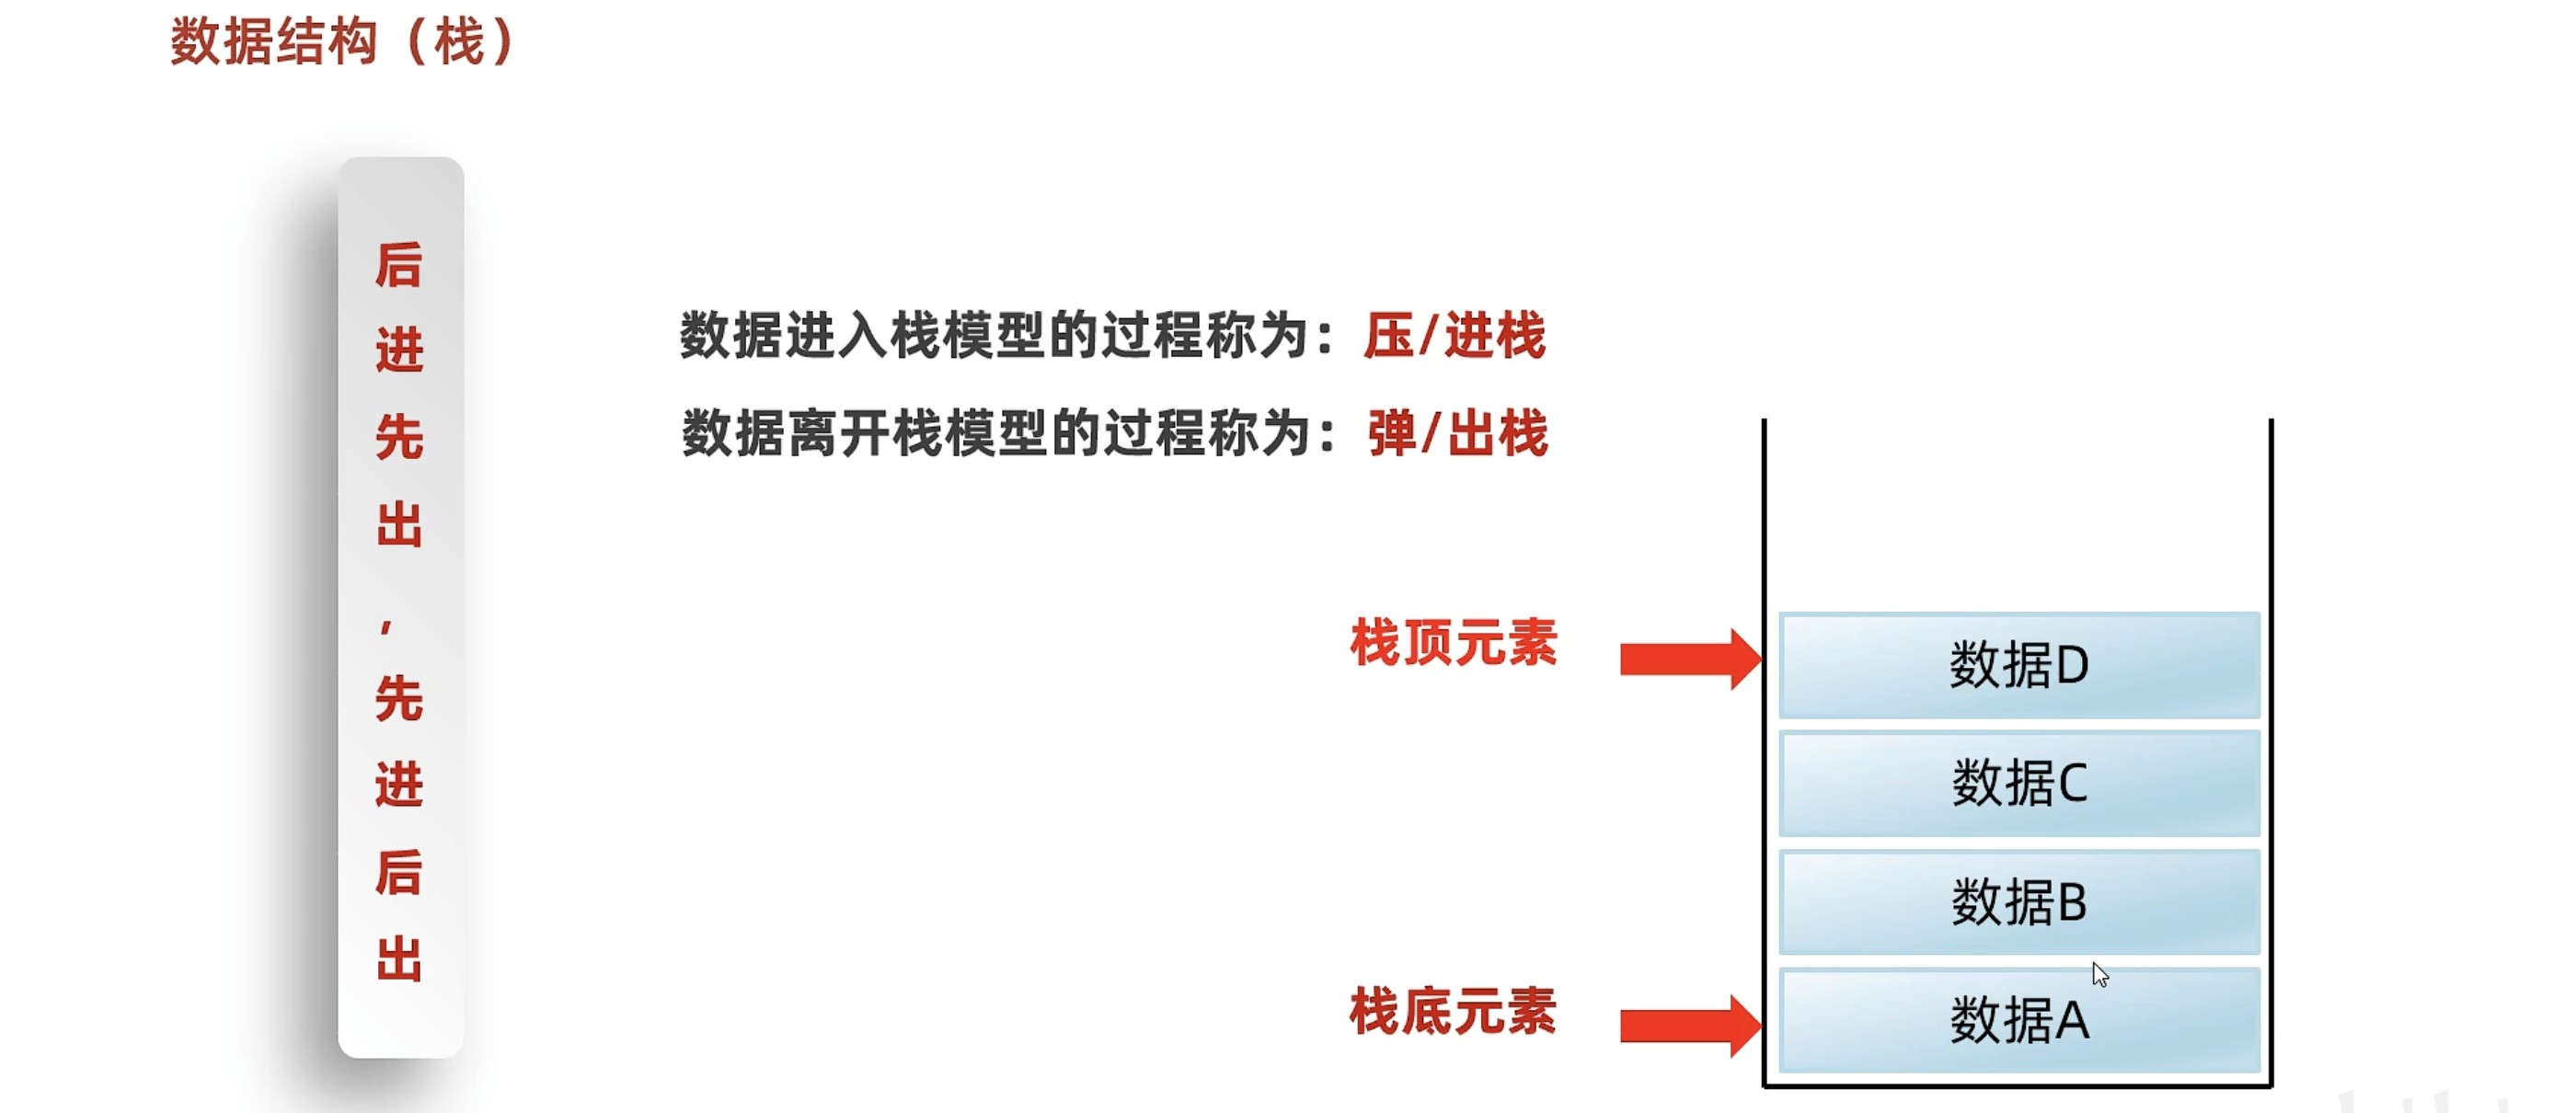 数据结构（栈）
后进先出，先进后出
数据进入栈模型的过程称为：压/进栈
数据离开栈模型的过程称为：弹/出栈
栈顶元素
数据D
数据C
数据B
栈底元素
数据A